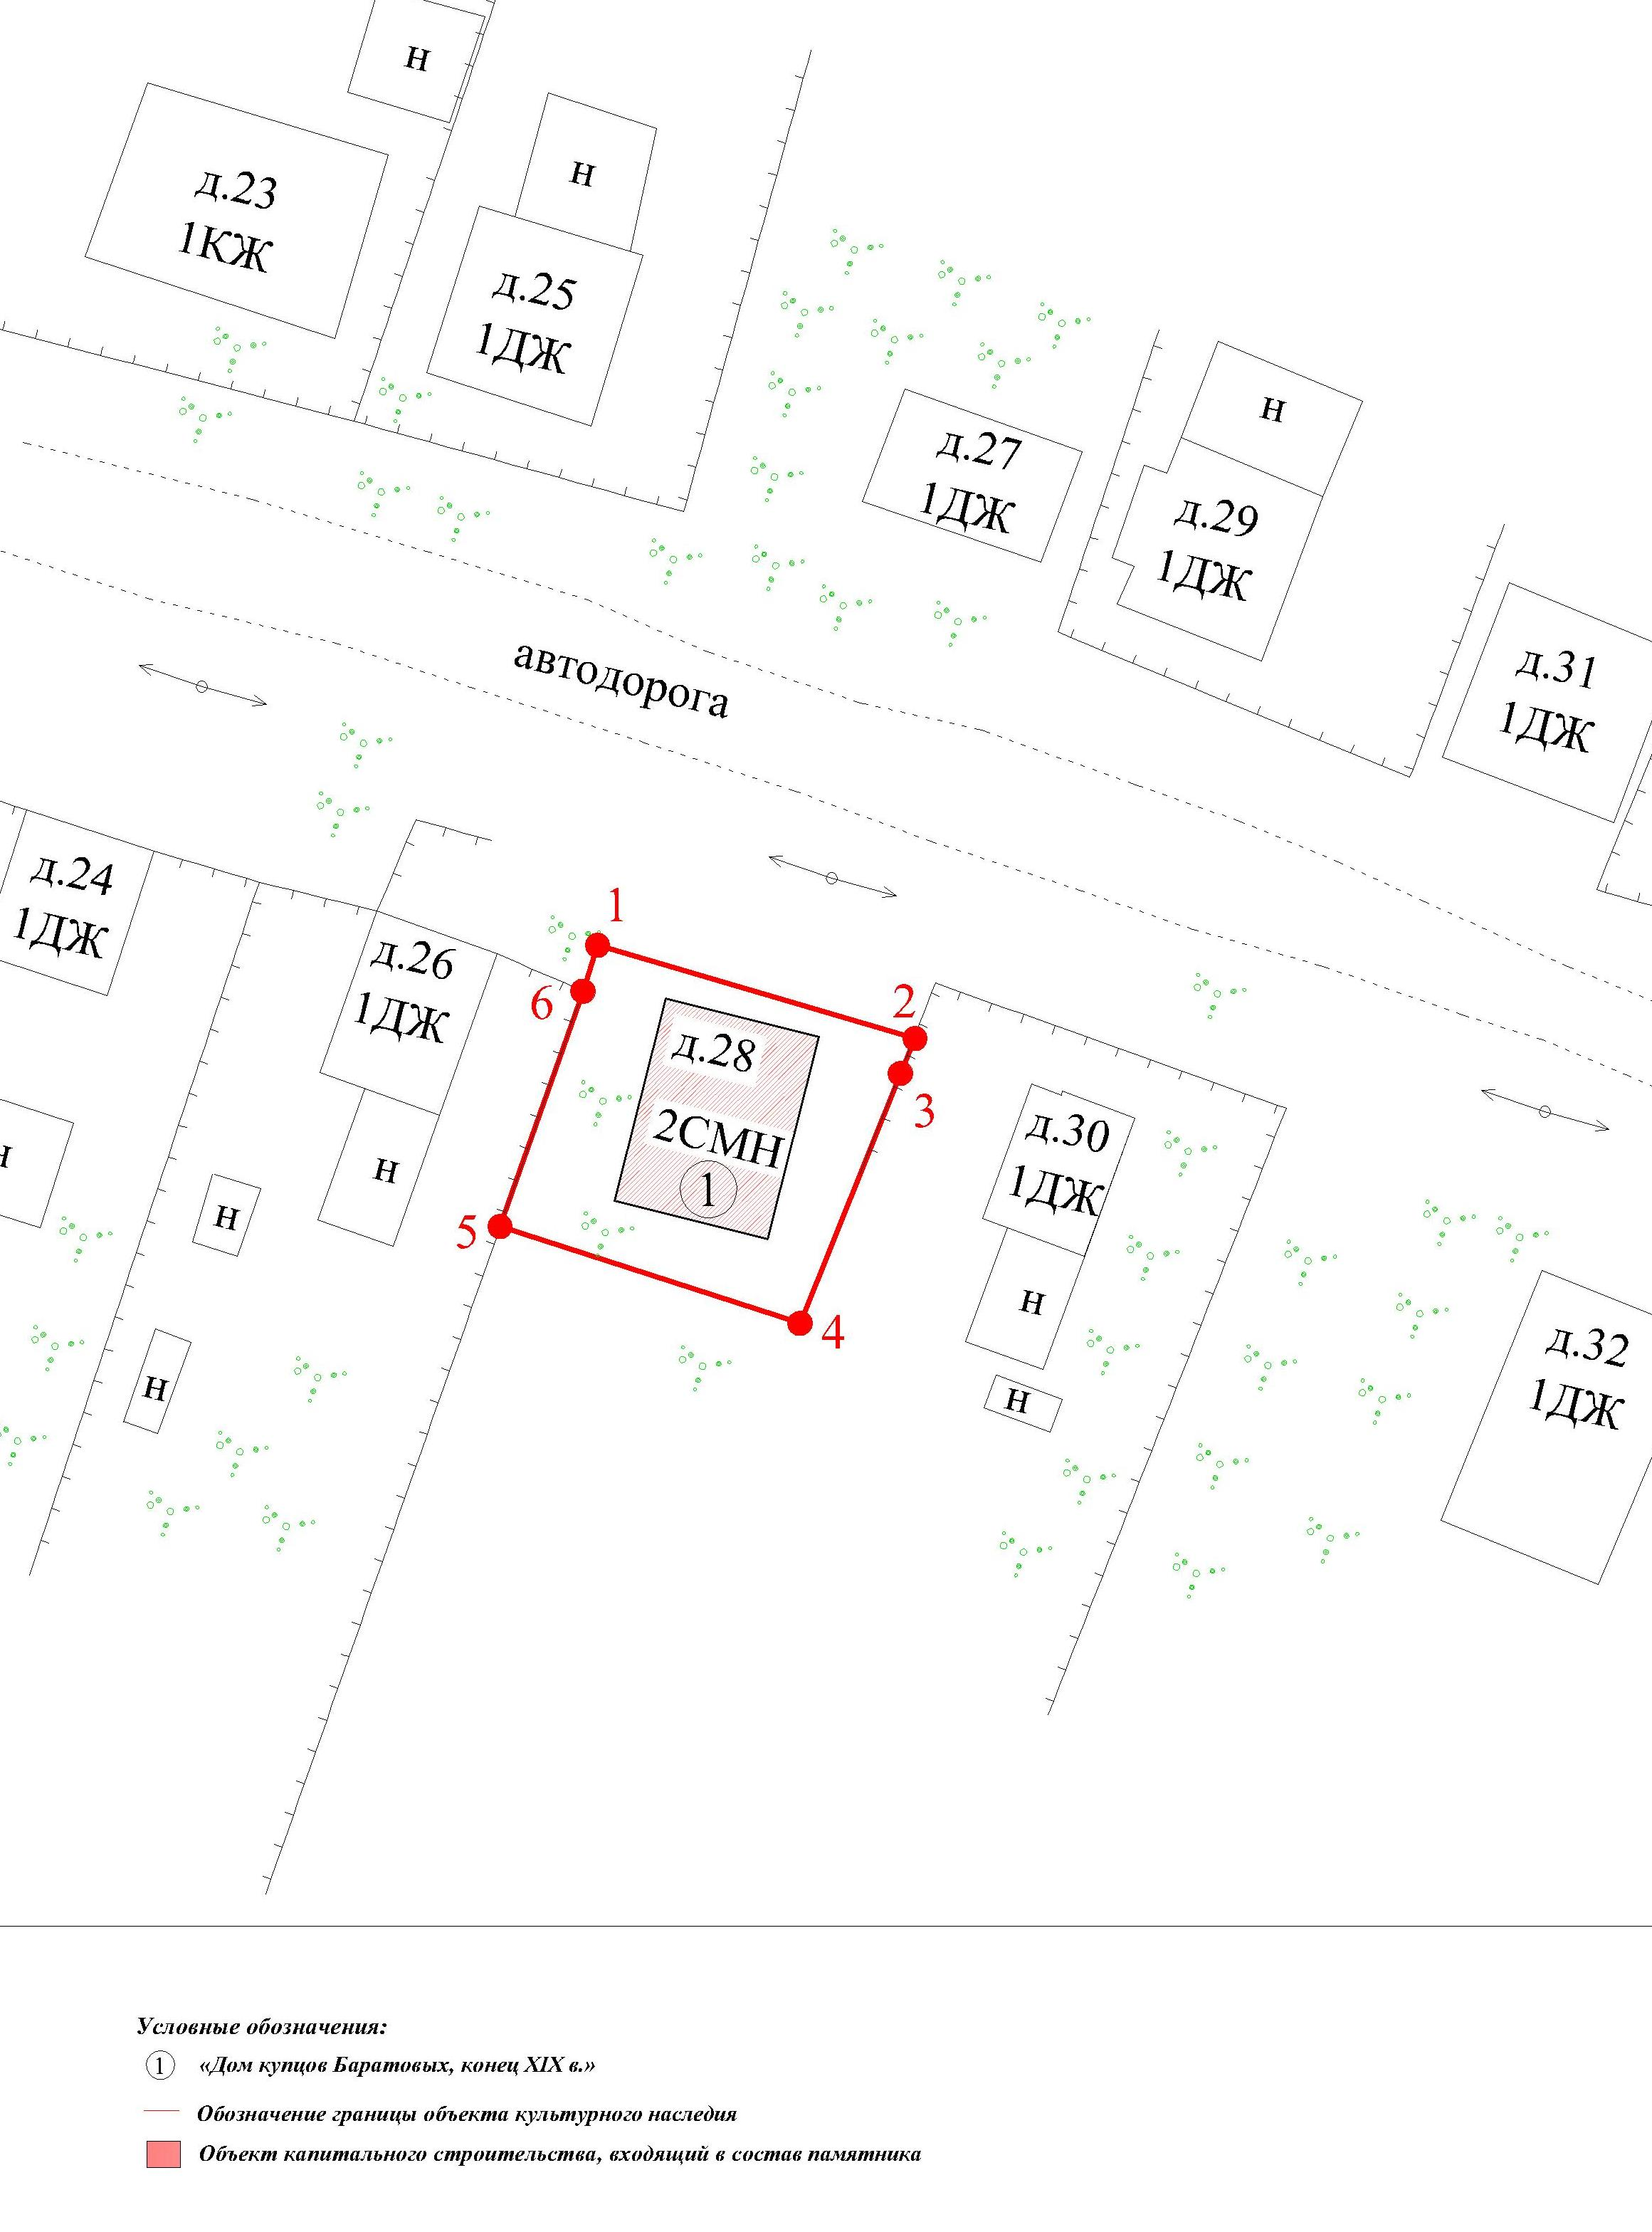 н
д.23
1КЖ
н
д.25
1ДЖ
д.27
1ДЖ
н
д.29
1ДЖ
д.31
1ДЖ
автодорога
д.24
1ДЖ
д.26
1ДЖ
1
2
6
3
д.28
2СМН
1
5
4
н
н
н
н
д.30
1ДЖ
н
н
д.32
1ДЖ
Условные обозначения:
1 «Дом купцов Баратовых, конец XIX в.»
Обозначение границы объекта культурного наследия
Объект капитального строительства, входящий в состав памятника